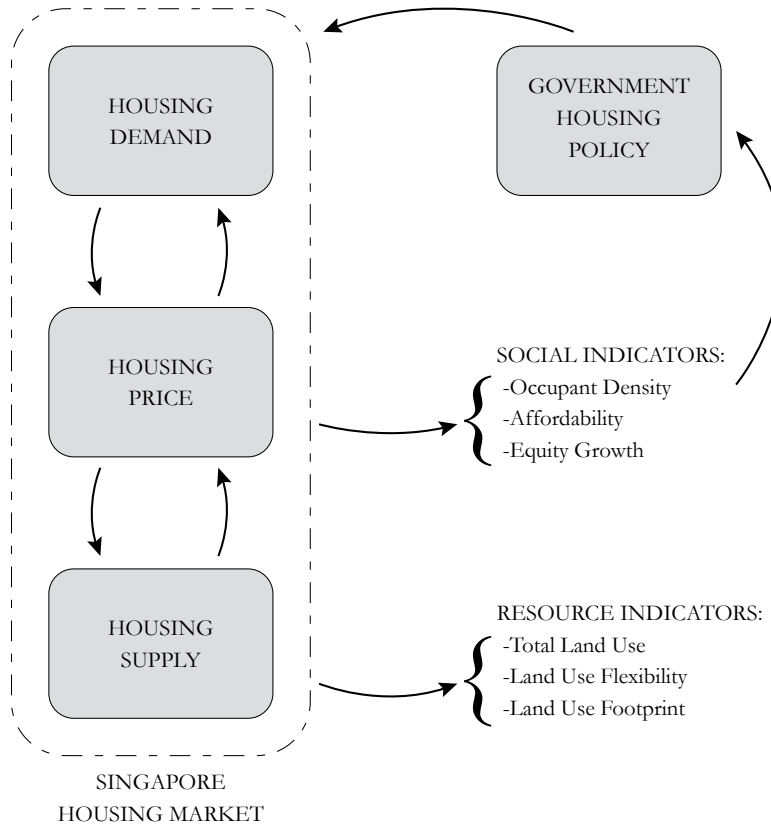 HOUSING
DEMAND
GOVERNMENT
HOUSING
POLICY
HOUSING
PRICE
SOCIAL INDICATORS:
-Occupant Density
-Affordability
-Equity Growth
HOUSING
SUPPLY
RESOURCE INDICATORS:
-Total Land Use
-Land Use Flexibility
-Land Use Footprint
SINGAPORE
HOUSING MARKET